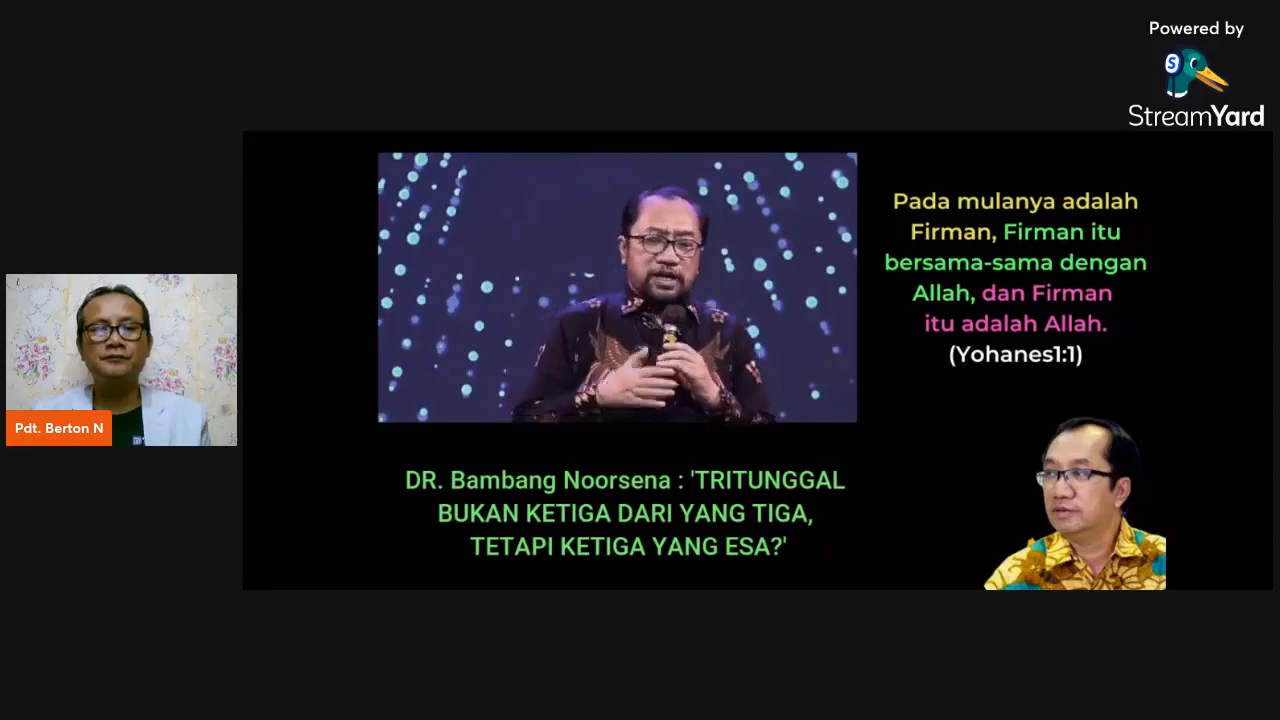 Powered by
StreamYard
Pada mulanya adalah
Firman, Firman itu
bersama-sama dengan
Allah, dan Firman
itu adalah Allah.
(Yohanes1:1)
Pdt. Berton N
DR. Bambang Noorsena : 'TRITUNGGAL
BUKAN KETIGA DARI YANG TIGA,
TETAPI KETIGA YANG ESA?'